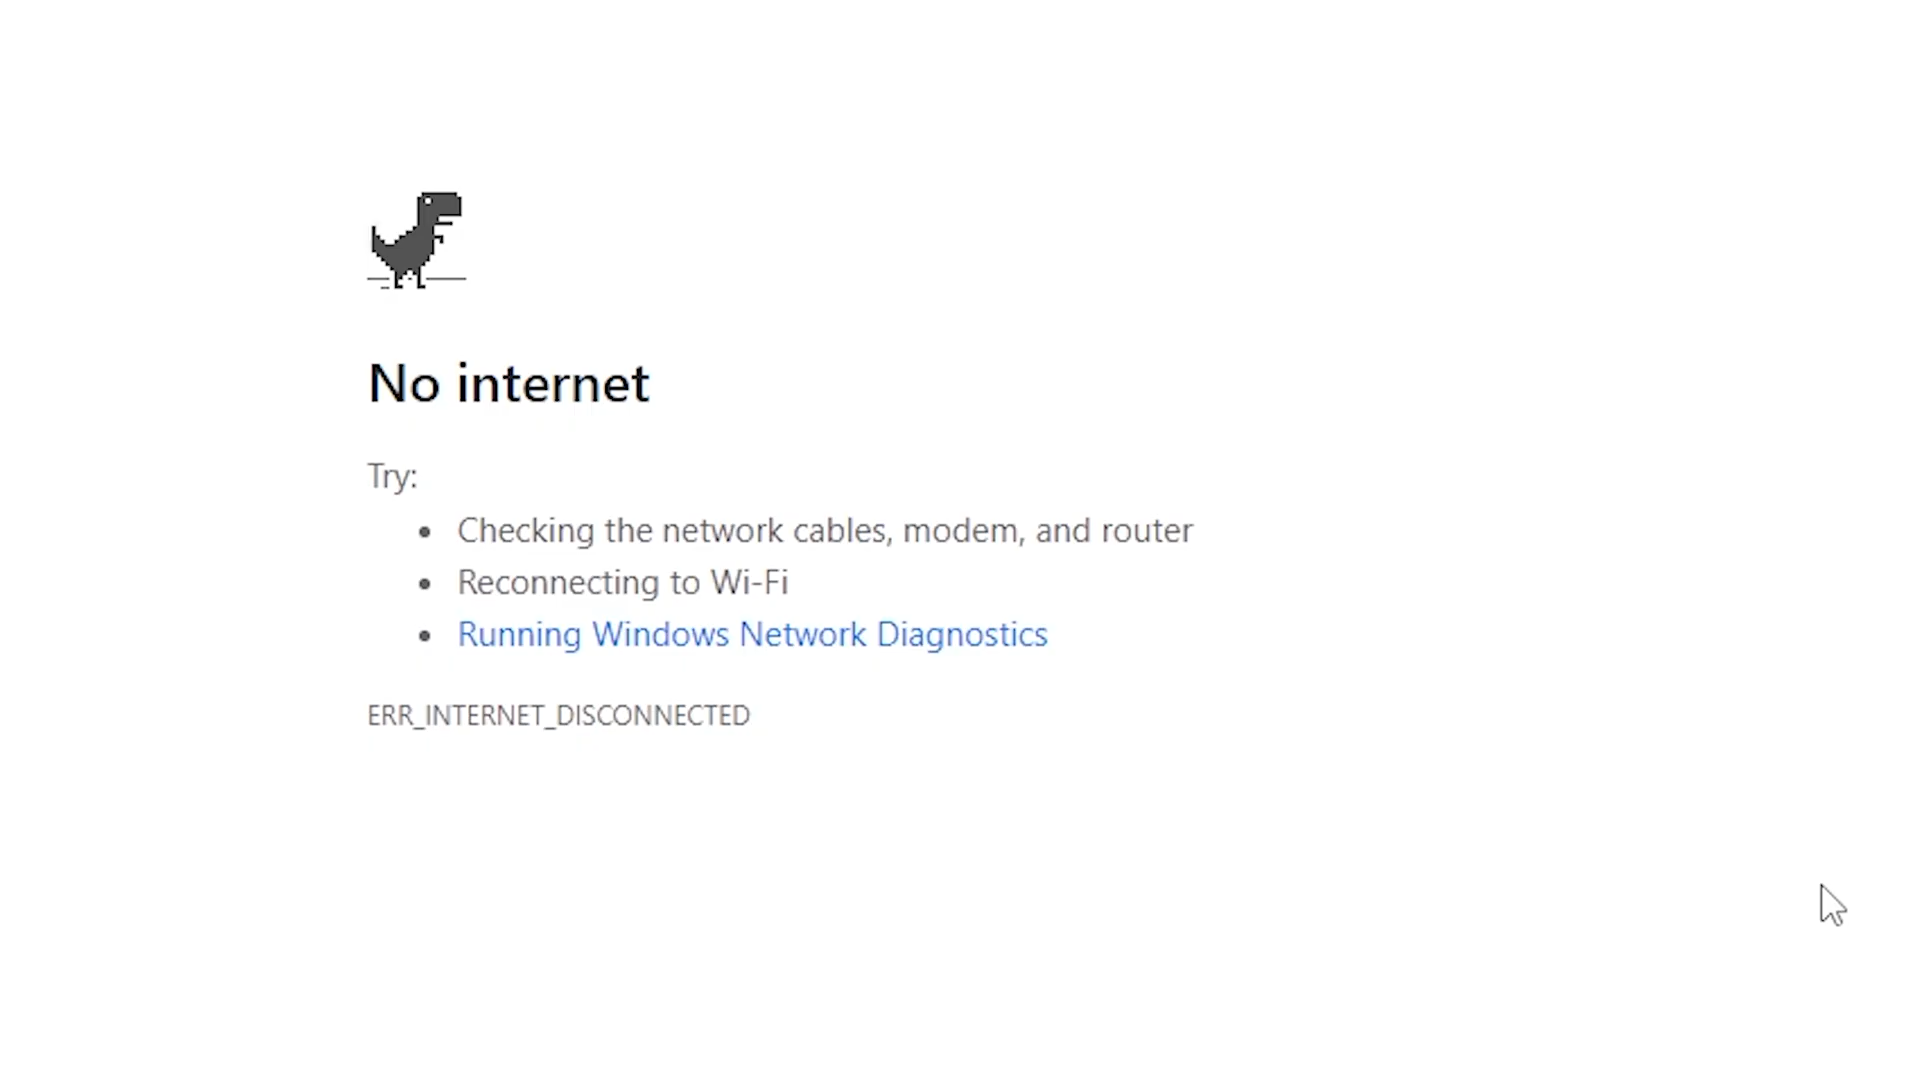 No internet
Try:
Checking the network cables, modem, and router
Reconnecting to Wi-Fi
Running Windows Network Diagnostics
ERR_INTERNET_DISCONNECTED